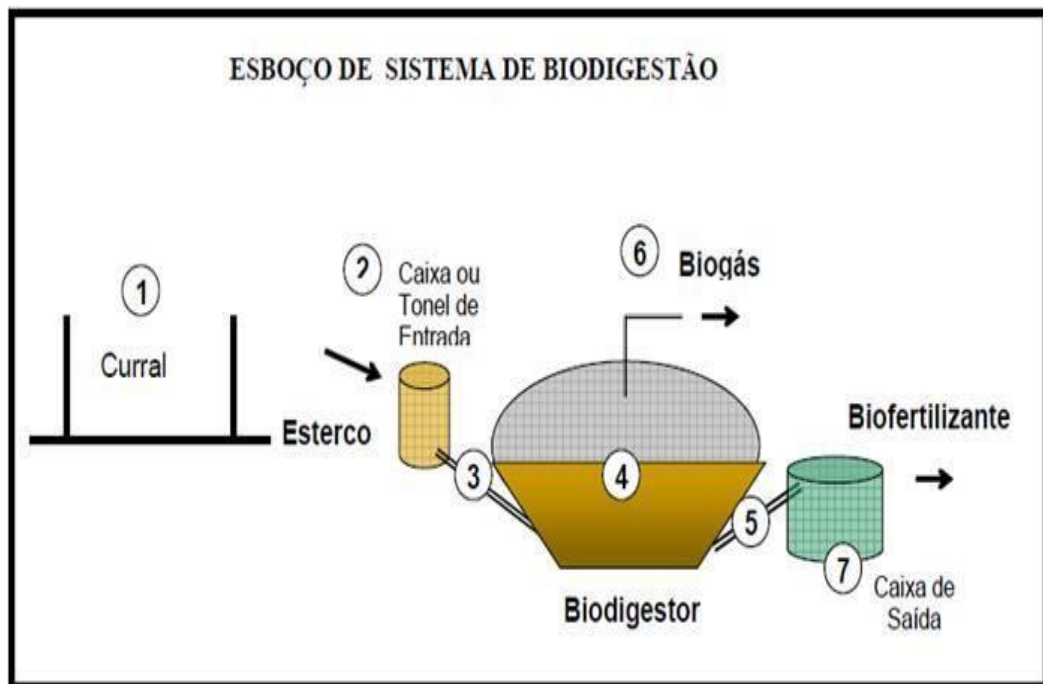 ESBOÇO DE SISTEMA DE BIODIGESTÃO
1
Curral
Esterco
2
Caixa ou
Tonel de
Entrada
3
6
Biogás
4
Biodigestor
5
Biofertilizante
7
Caixa de
Saída